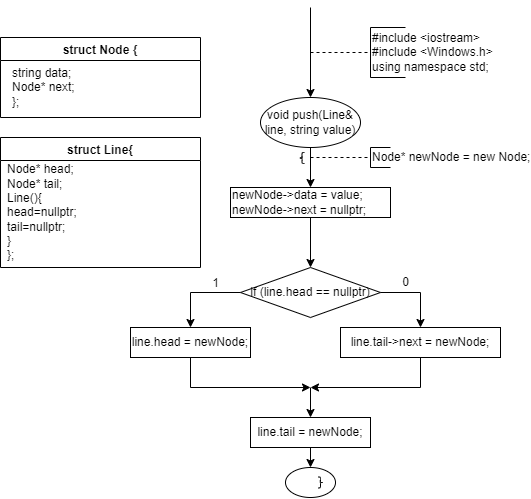 struct Node {
string data;
Node* next;
};
struct Line{
Node* head;
Node* tail;
Line(){
head=nullptr;
tail=nullptr;
}
};
#include <iostream>
#include <Windows.h>
using namespace std;
void push(Line&
line, string value)
{
Node* newNode = new Node;
newNode->data = value;
newNode->next = nullptr;
if (line.head == nullptr)
1
0
line.head = newNode;
line.tail->next = newNode;
line.tail = newNode;
}